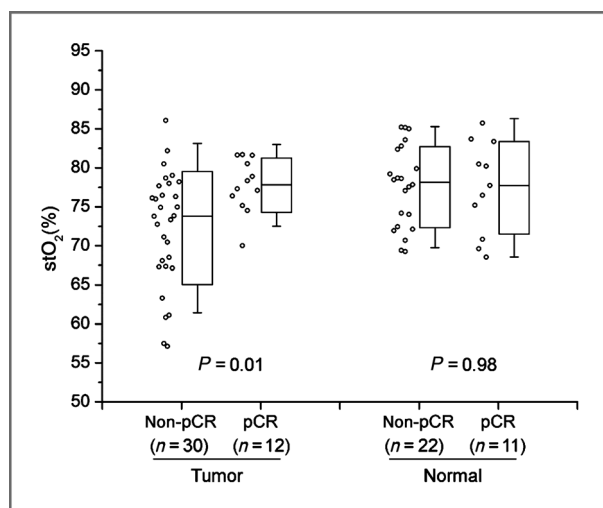 95
90
85
80
75
70
65
60
55
50
stO2(%)
P = 0.01
P = 0.98
Non-pCR pCR Non-pCR pCR
(n = 30) (n = 12) (n = 22) (n = 11)
Tumor Normal